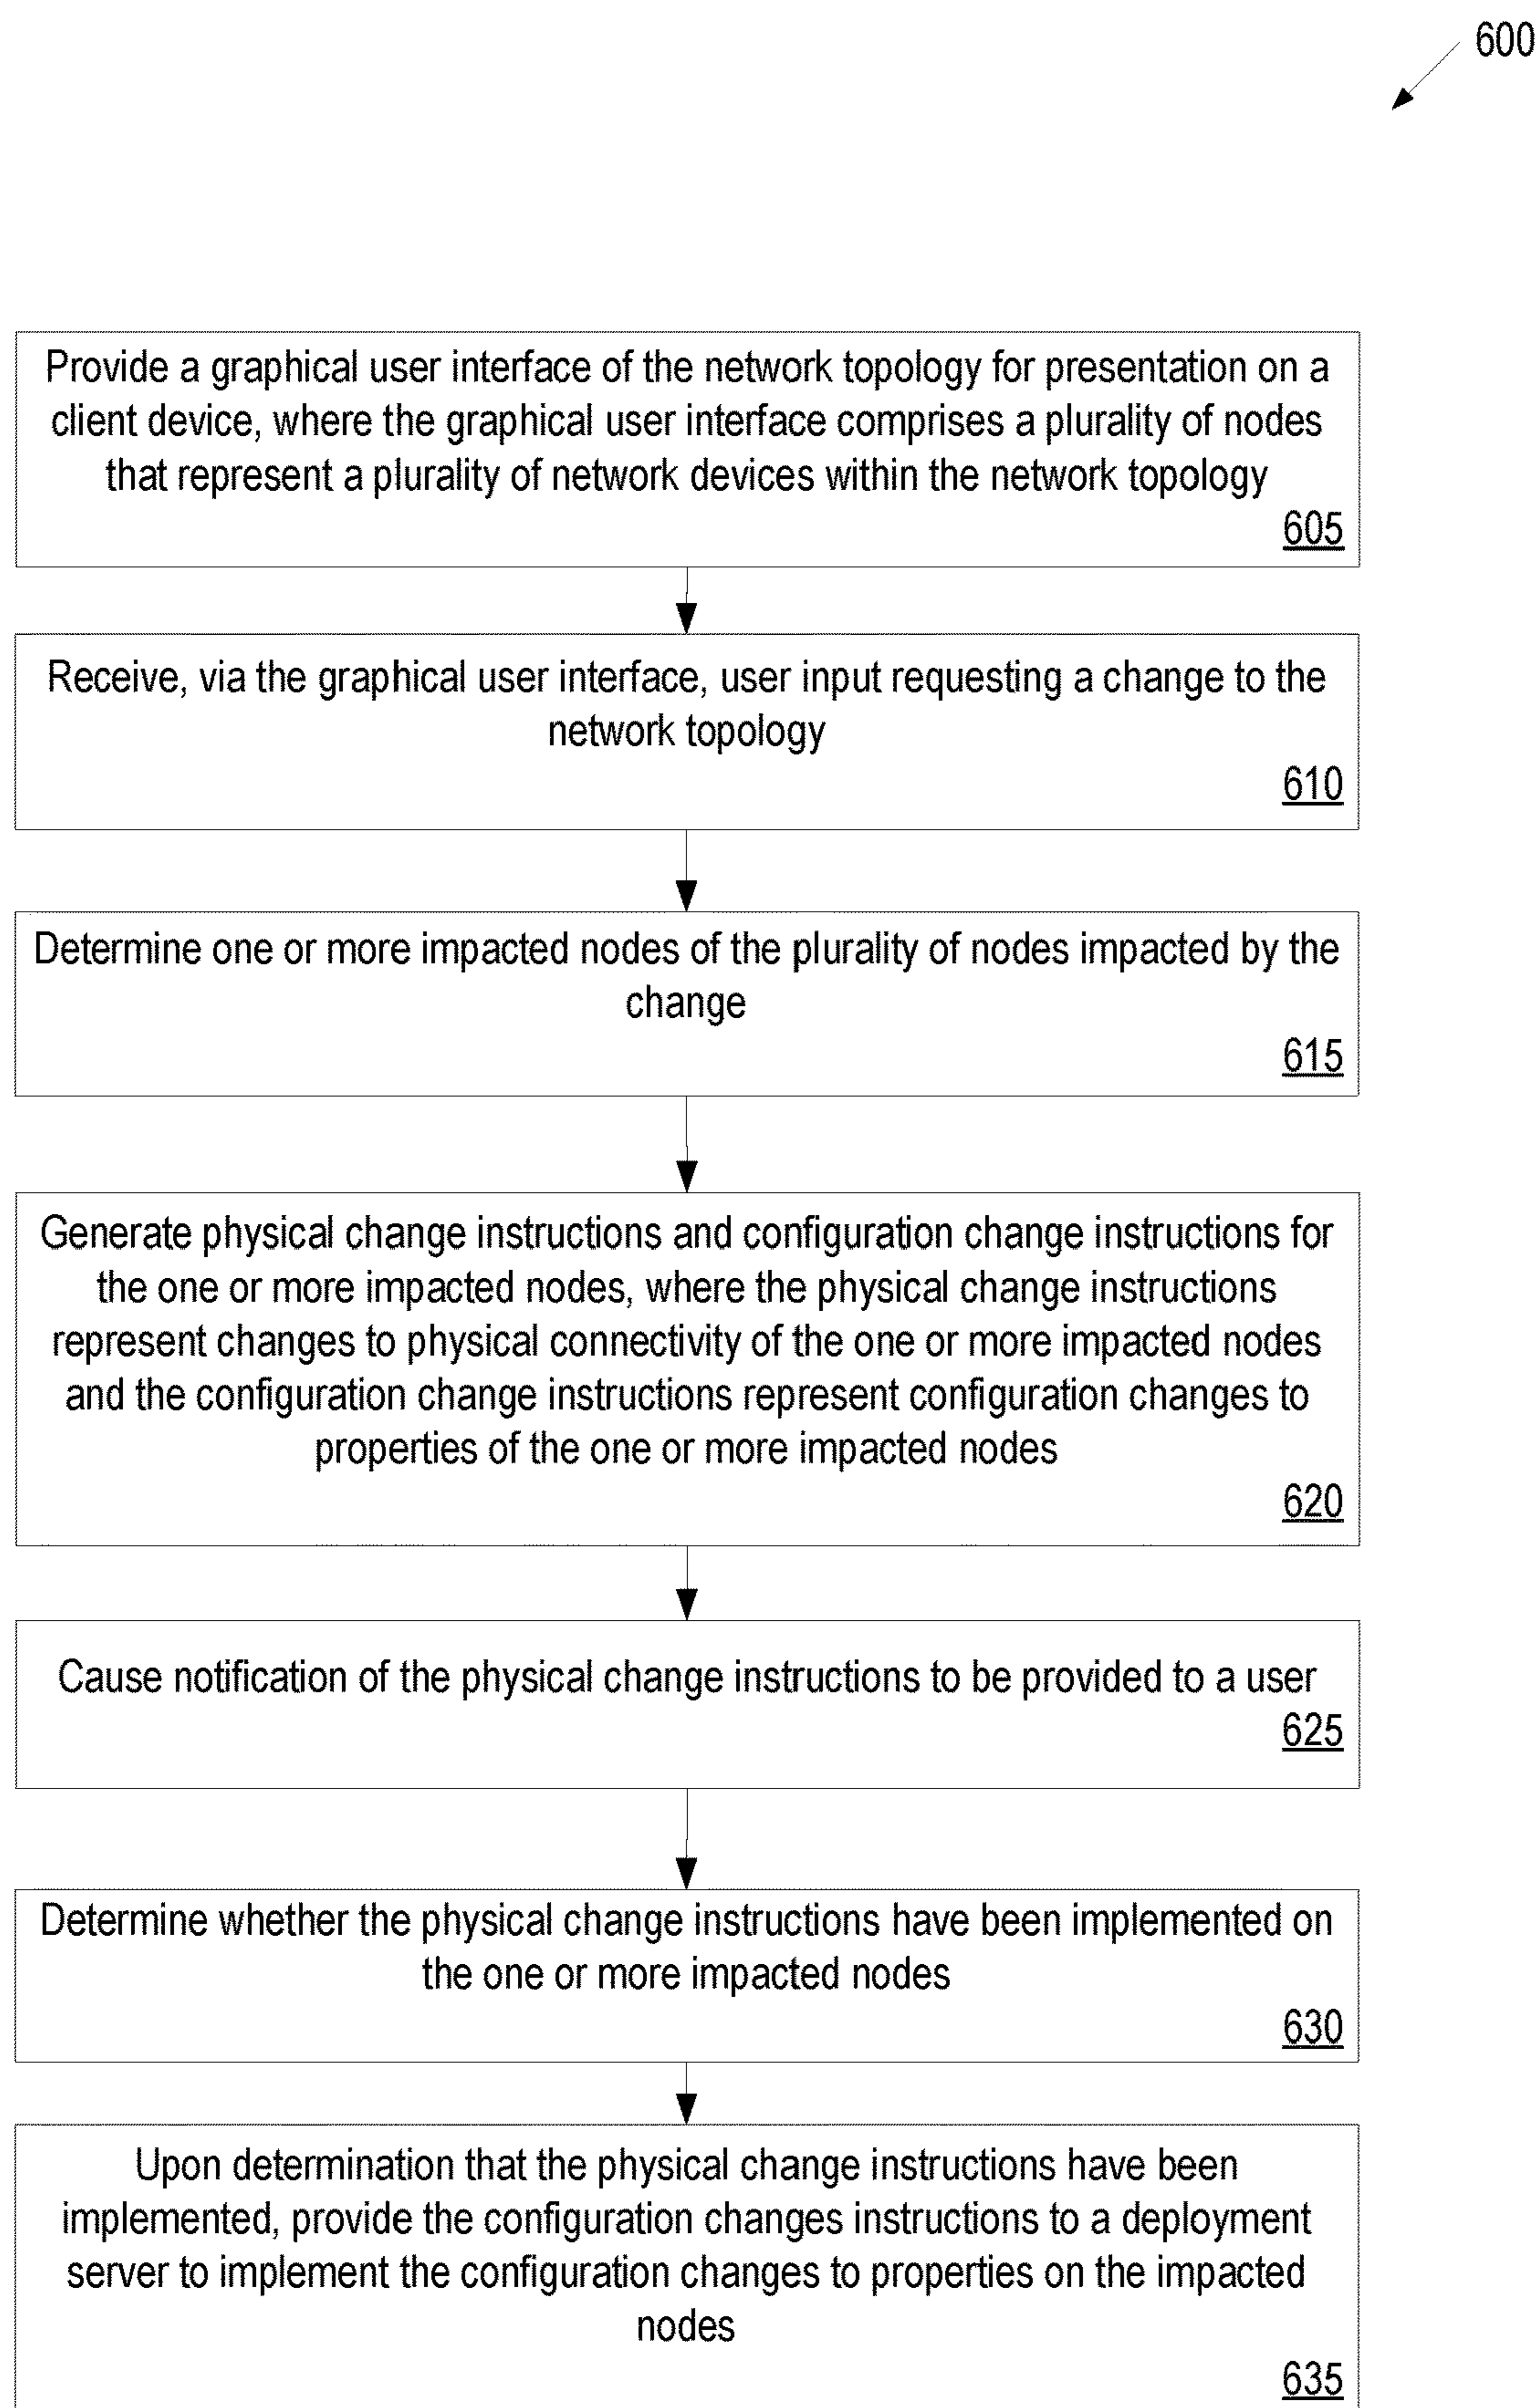 600
Provide a graphical user interface of the network topology for presentation on a
client device, where the graphical user interface comprises a plurality of nodes
that represent a plurality of network devices within the network topology
605
Receive, via the graphical user interface, user input requesting a change to the
network topology
610
Determine one or more impacted nodes of the plurality of nodes impacted by the
change
615
Generate physical change instructions and configuration change instructions for
the one or more impacted nodes, where the physical change instructions
represent changes to physical connectivity of the one or more impacted nodes
and the configuration change instructions represent configuration changes to
properties of the one or more impacted nodes
620
Cause notification of the physical change instructions to be provided to a user
625
Determine whether the physical change instructions have been implemented on
the one or more impacted nodes
630
Upon determination that the physical change instructions have been
implemented, provide the configuration changes instructions to a deployment
server to implement the configuration changes to properties on the impacted
nodes
635